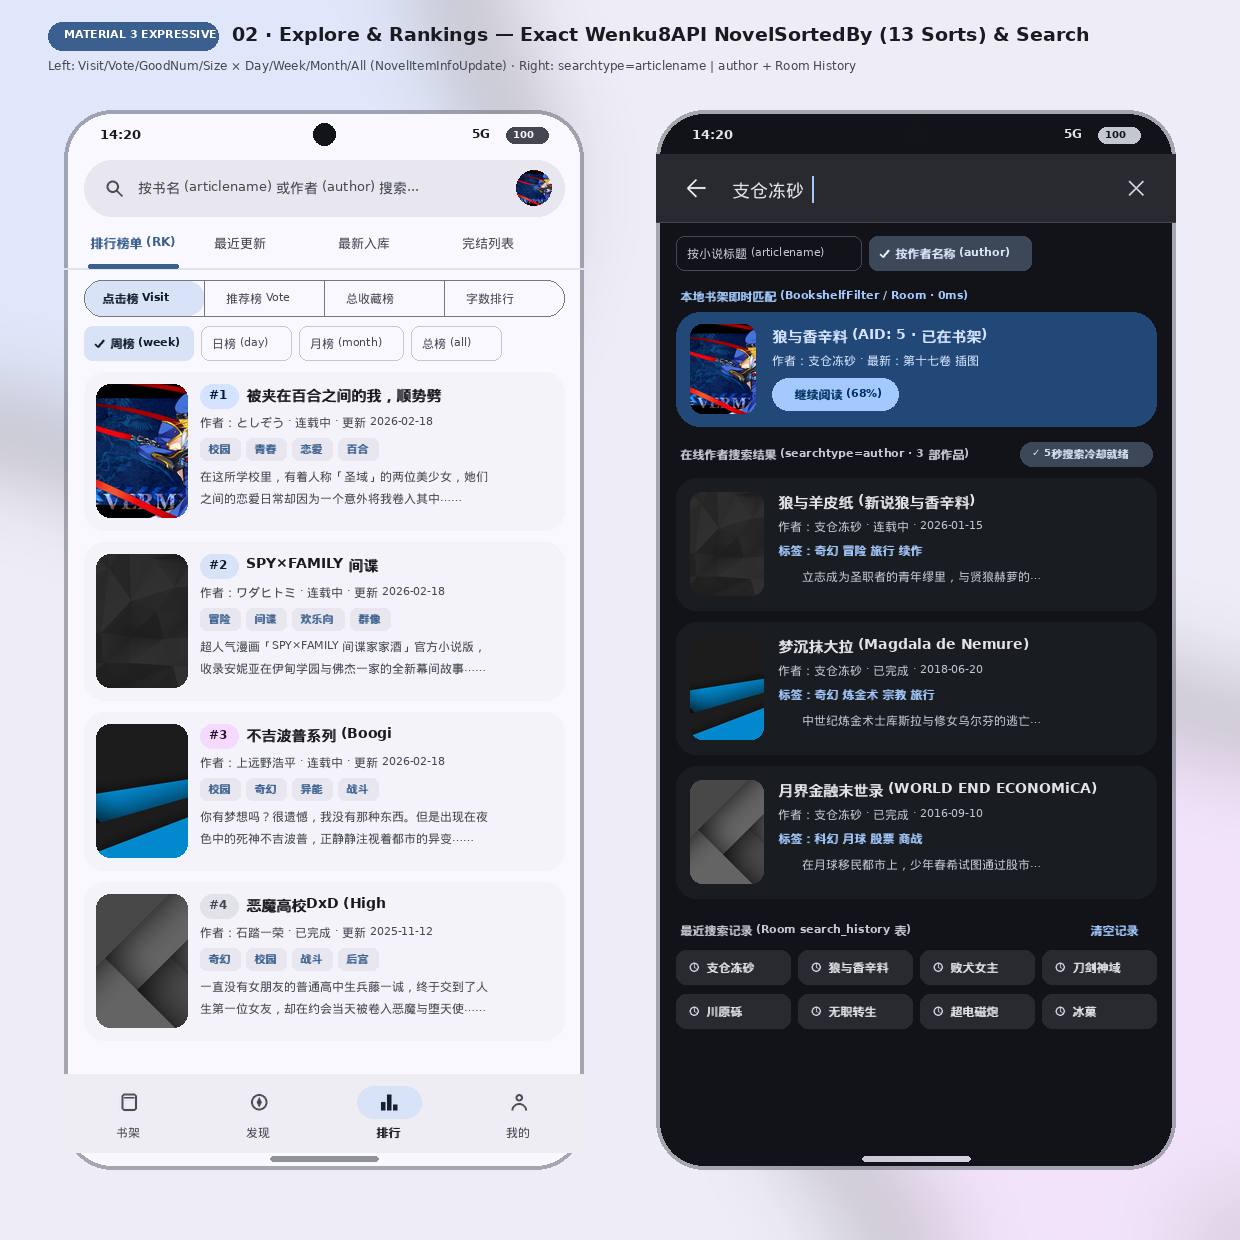 MATERIAL 3 EXPRESSIVE
02 · Explore & Rankings — Exact Wenku8API NovelSortedBy (13 Sorts) & Search
Left: Visit/Vote/GoodNum/Size × Day/Week/Month/All (NovelItemInfoUpdate) · Right: searchtype=articlename | author + Room History
14:20
5G
100
按书名 (articlename) 或作者 (author) 搜索...
排行榜单 (RK)
最近更新
最新入库
完结列表
点击榜 Visit
推荐榜 Vote
总收藏榜
字数排行
周榜 (week)
日榜 (day)
月榜 (month)
总榜 (all)
#1 被夹在百合之间的我，顺势劈
作者：としぞう · 连载中 · 更新 2026-02-18
校园 青春 恋爱 百合
在这所学校里，有着人称「圣域」的两位美少女，她们
之间的恋爱日常却因为一个意外将我卷入其中……
VERM
#2 SPY×FAMILY 间谍
作者：ワダヒトミ · 连载中 · 更新 2026-02-18
冒险 间谍 欢乐向 群像
超人气漫画「SPY×FAMILY 间谍家家酒」官方小说版，
收录安妮亚在伊甸学园与佛杰一家的全新幕间故事……
#3 不吉波普系列 (Boogi
作者：上远野浩平 · 连载中 · 更新 2026-02-18
校园 奇幻 异能 战斗
你有梦想吗？很遗憾，我没有那种东西。但是出现在夜
色中的死神不吉波普，正静静注视着都市的异变……
#4 恶魔高校DxD (High
作者：石踏一荣 · 已完成 · 更新 2025-11-12
奇幻 校园 战斗 后宫
一直没有女朋友的普通高中生兵藤一诚，终于交到了人
生第一位女友，却在约会当天被卷入恶魔与堕天使……
书架
发现
排行
我的
14:20
5G
100
支仓冻砂
按小说标题 (articlename)
按作者名称 (author)
本地书架即时匹配 (BookshelfFilter / Room · 0ms)
狼与香辛料 (AID: 5 · 已在书架)
作者：支仓冻砂 · 最新：第十七卷 插图
继续阅读 (68%)
VERM
在线作者搜索结果 (searchtype=author · 3 部作品)
✓ 5秒搜索冷却就绪
狼与羊皮纸 (新说狼与香辛料)
作者：支仓冻砂 · 连载中 · 2026-01-15
标签：奇幻 冒险 旅行 续作
立志成为圣职者的青年缪里，与贤狼赫萝的...
梦沉抹大拉 (Magdala de Nemure)
作者：支仓冻砂 · 已完成 · 2018-06-20
标签：奇幻 炼金术 宗教 旅行
中世纪炼金术士库斯拉与修女乌尔芬的逃亡...
月界金融末世录 (WORLD END ECONOMiCA)
作者：支仓冻砂 · 已完成 · 2016-09-10
标签：科幻 月球 股票 商战
在月球移民都市上，少年春希试图通过股市...
最近搜索记录 (Room search_history 表)
清空记录
支仓冻砂
狼与香辛料
败犬女主
刀剑神域
川原砾
无职转生
超电磁炮
冰菓